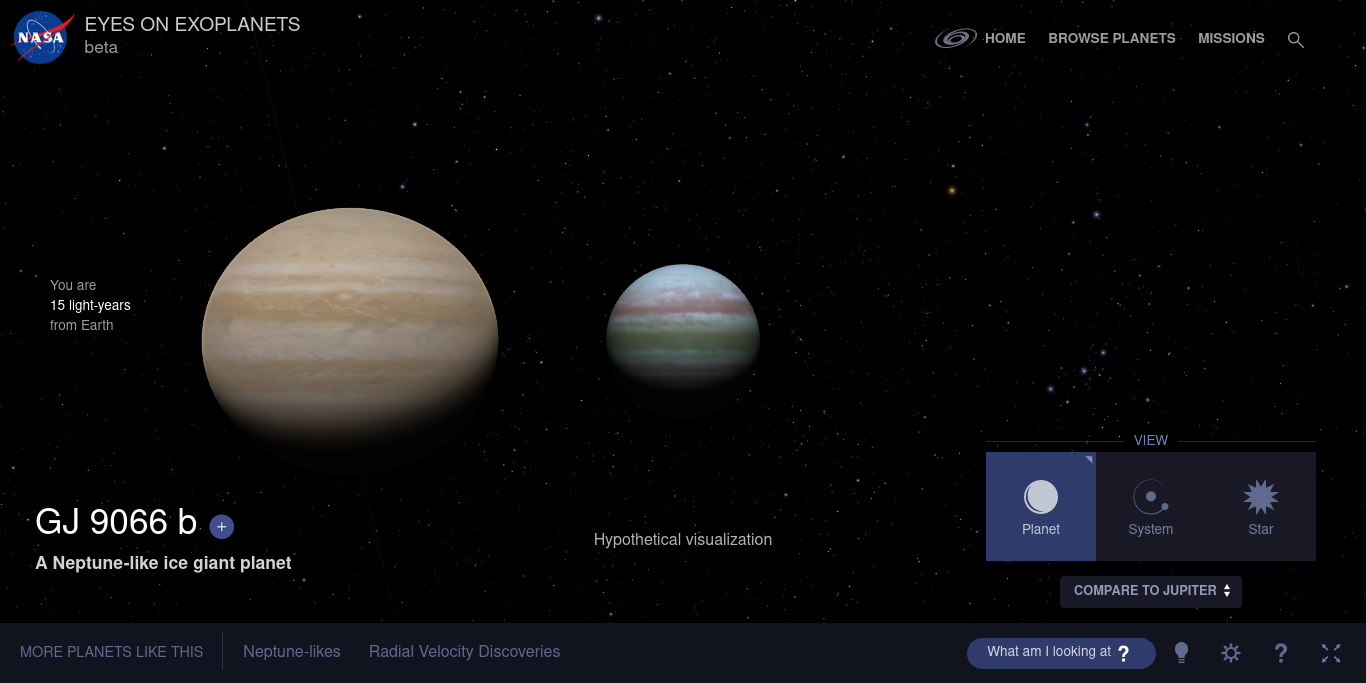 NASA
EYES ON EXOPLANETS
beta
HOME
BROWSE PLANETS
MISSIONS
You are
15 light-years
from Earth
GJ 9066 b +
A Neptune-like ice giant planet
Hypothetical visualization
VIEW
Planet
System
Star
COMPARE TO JUPITER
MORE PLANETS LIKE THIS
Neptune-likes
Radial Velocity Discoveries
What am I looking at ?
?